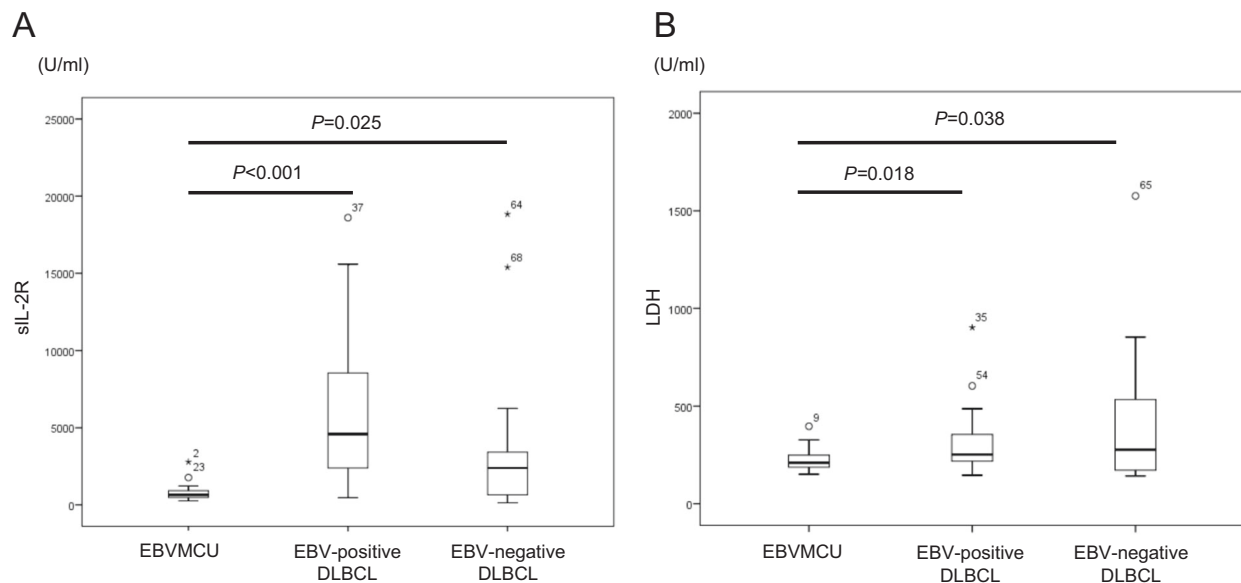 A
(U/ml)
sIL-2R
25000
20000
15000
10000
5000
0
P=0.025
P<0.001
37
64
68
2
23
EBVMCU
EBV-positive
DLBCL
EBV-negative
DLBCL
B
(U/ml)
LDH
2000
1500
1000
500
0
P=0.038
P=0.018
65
35
54
9
EBVMCU
EBV-positive
DLBCL
EBV-negative
DLBCL